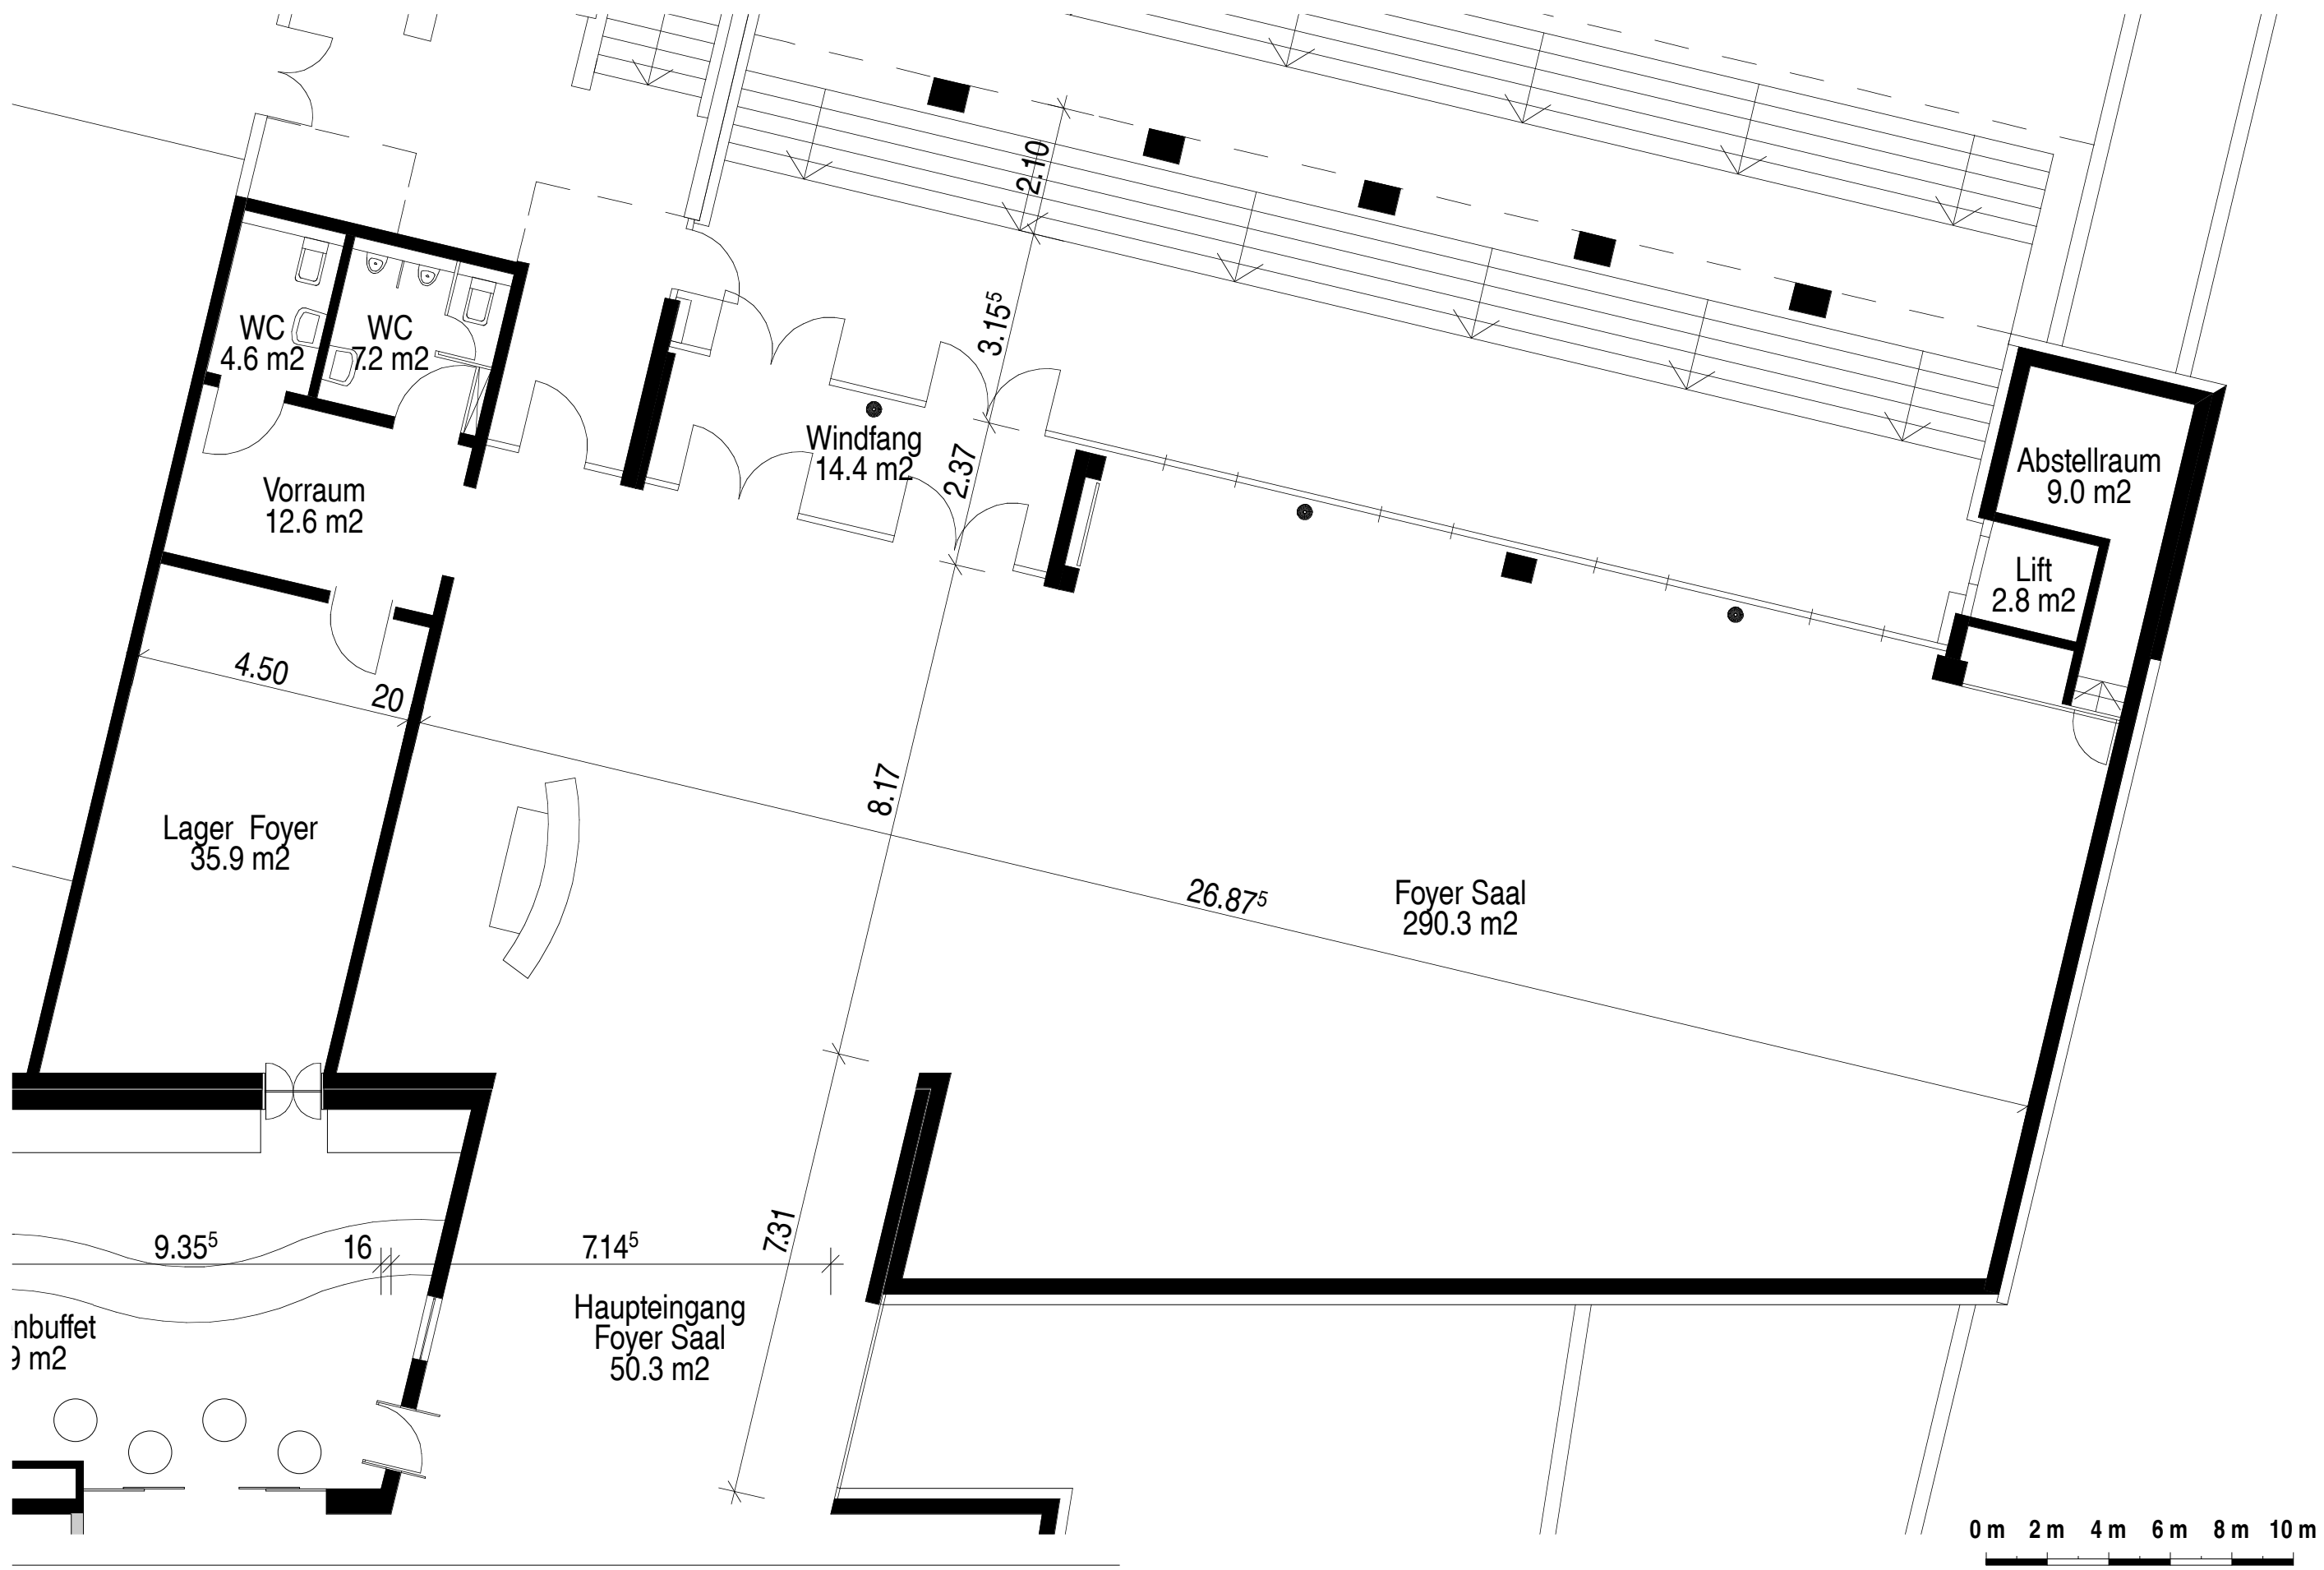 2.10
3.15⁵
WC
4.6 m2
WC
7.2 m2
Windfang
14.4 m2
2.37
Abstellraum
9.0 m2
Vorraum
12.6 m2
Lift
2.8 m2
4.50
20
8.17
Lager Foyer
35.9 m2
26.87⁵
Foyer Saal
290.3 m2
9.35⁵
16
7.14⁵
7.31
Haupteingang
Foyer Saal
50.3 m2
nbuffet
9 m2
0 m 2 m 4 m 6 m 8 m 10 m